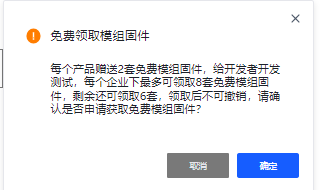 免费领取模组固件
每个产品赠送2套免费模组固件，给开发者开发
测试，每个企业下最多可领取8套免费模组固
件，剩余还可领取6套，领取后不可撤销，请确
认是否申请获取免费模组固件？
取消
确定